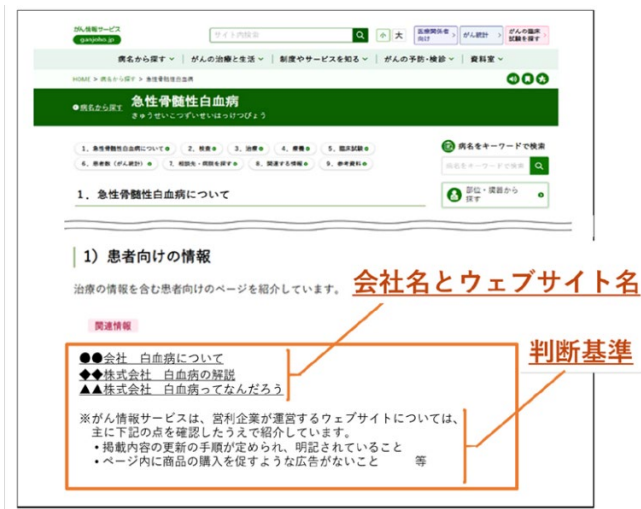 がん情報サービス
ganjoho.jp
サイト内検索
小 大
医療関係者向け
がん統計
がんの臨床試験を探す
病名から探す
がんの治療と生活
制度やサービスを知る
がんの予防・検診
資料室
HOME > 病名から探す > 急性骨髄性白血病
病名から探す
急性骨髄性白血病
きゅうせいこつずいせいはっけつびょう
1. 急性骨髄性白血病について
2. 検査
3. 治療
4. 療養
5. 臨床試験
6. 患者数（がん統計）
7. 相談先・病院を探す
8. 関連する情報
9. 参考資料
病名をキーワードで検索
病名をキーワードで検索
部位・臓器から探す
1. 急性骨髄性白血病について
1）患者向けの情報
治療の情報を含む患者向けのページを紹介しています。
会社名とウェブサイト名
関連情報
●●会社　白血病について
◆◆株式会社　白血病の解説
▲▲株式会社　白血病ってなんだろう
判断基準
※がん情報サービスは、営利企業が運営するウェブサイトについては、
主に下記の点を確認したうえで紹介しています。
・掲載内容の更新の手順が定められ、明記されていること
・ページ内に商品の購入を促すような広告がないこと　　等